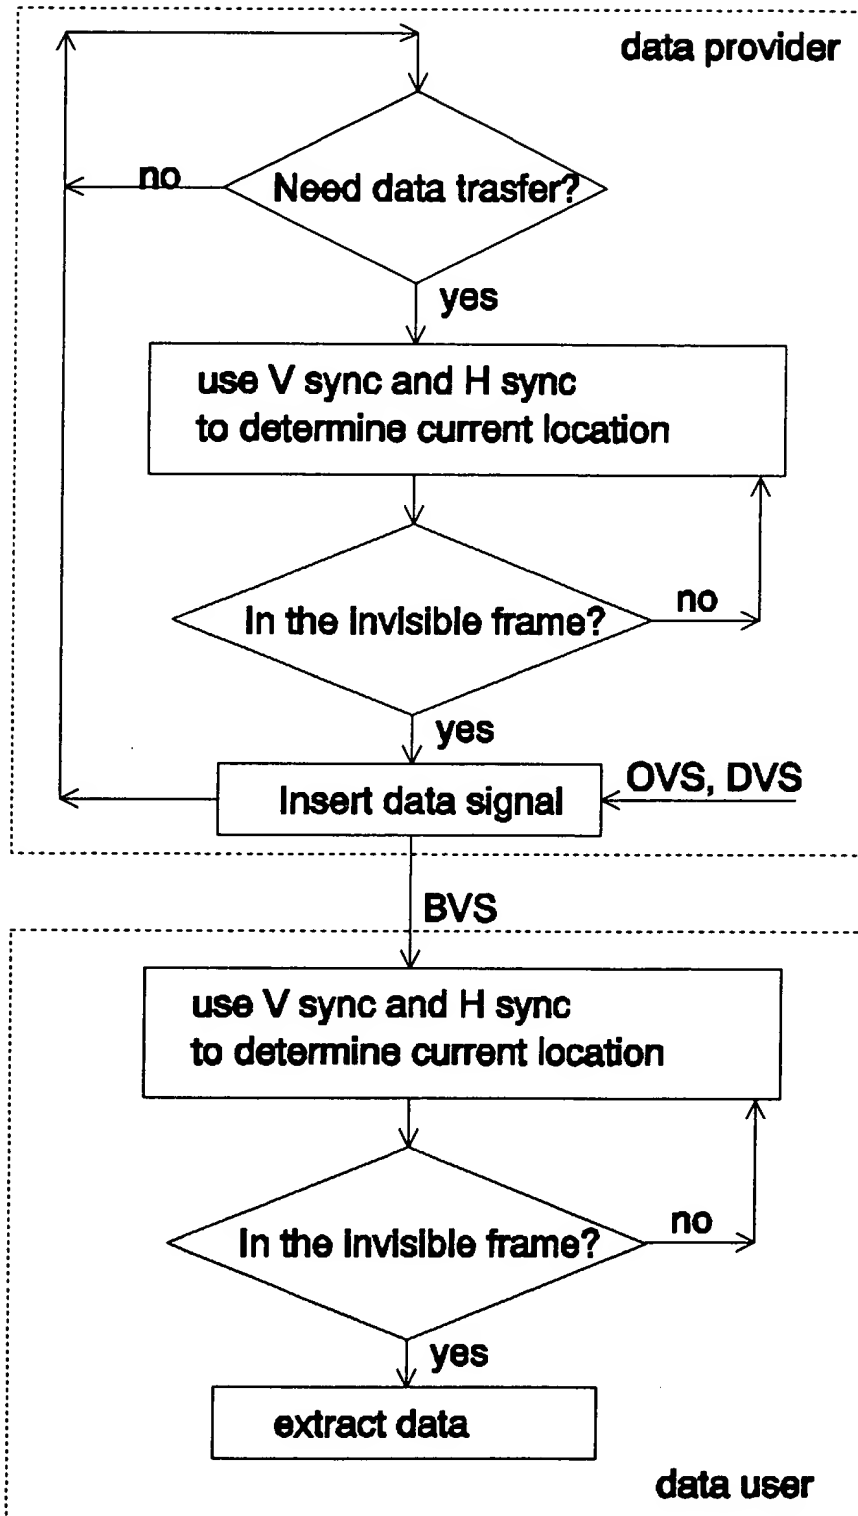 data provider
no
Need data trasfer?
yes
use V sync and H sync
to determine current location
In the invisible frame?
no
yes
OVS, DVS
Insert data signal
BVS
use V sync and H sync
to determine current location
In the invisible frame?
no
yes
extract data
data user